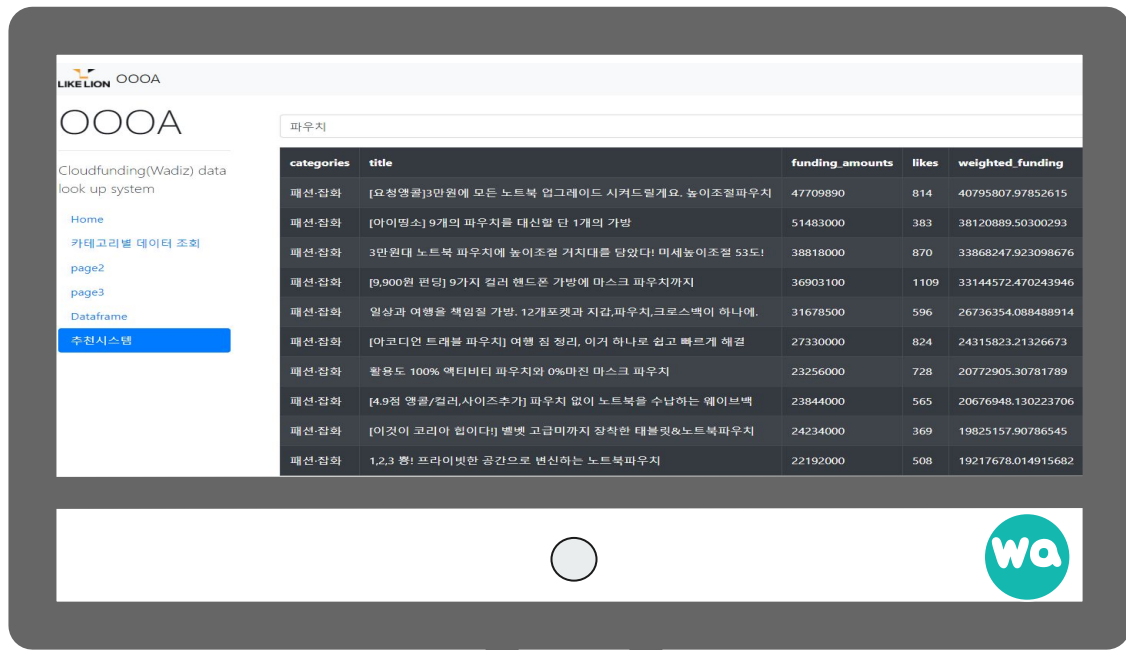 LIKE LION OOOA
OOOA
Cloudfunding(Wadiz) data
look up system
Home
카테고리별 데이터 조회
page2
page3
Dataframe
추천시스템
파우치
categories title funding_amounts likes weighted_funding
패션·잡화 [요청앵콜]3만원에 모든 노트북 업그레이드 시켜드릴게요. 높이조절파우치 47709890 814 40795807.97852615
패션·잡화 [아이띵소] 9개의 파우치를 대신할 단 1개의 가방 51483000 383 38120889.50300293
패션·잡화 3만원대 노트북 파우치에 높이조절 거치대를 담았다! 미세높이조절 53도! 38818000 870 33868247.923098676
패션·잡화 [9,900원 펀딩] 9가지 컬러 핸드폰 가방에 마스크 파우치까지 36903100 1109 33144572.470243946
패션·잡화 일상과 여행을 책임질 가방. 12개포켓과 지갑,파우치,크로스백이 하나에. 31678500 596 26736354.088488914
패션·잡화 [아코디언 트래블 파우치] 여행 짐 정리, 이거 하나로 쉽고 빠르게 해결 27330000 824 24315823.21326673
패션·잡화 활용도 100% 액티비티 파우치와 0%마진 마스크 파우치 23256000 728 20772905.30781789
패션·잡화 [4.9점 앵콜/컬러,사이즈추가] 파우치 없이 노트북을 수납하는 웨이브백 23844000 565 20676948.130223706
패션·잡화 [이것이 코리아 힙이다!] 벨벳 고급미까지 장착한 태블릿&노트북파우치 24234000 369 19825157.90786545
패션·잡화 1,2,3 뿅! 프라이빗한 공간으로 변신하는 노트북파우치 22192000 508 19217678.014915682
wa